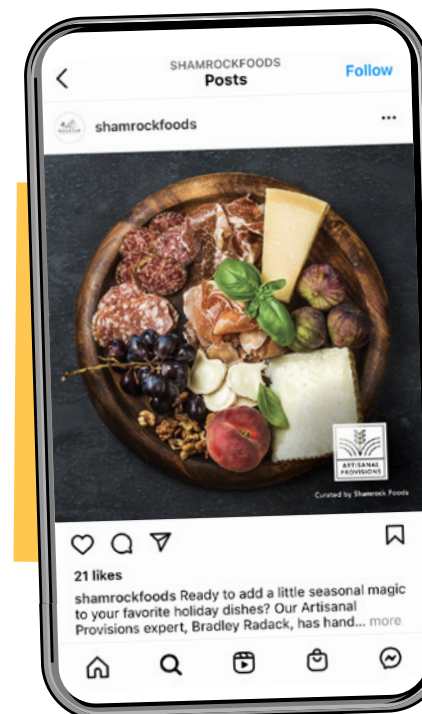 SHAMROCKFOODS
Posts
Follow
shamrockfoods
ARTISANAL
PROVISIONS
Curated by Shamrock Foods
21 likes
shamrockfoods Ready to add a little seasonal magic
to your favorite holiday dishes? Our Artisanal
Provisions expert, Bradley Radack, has hand... more